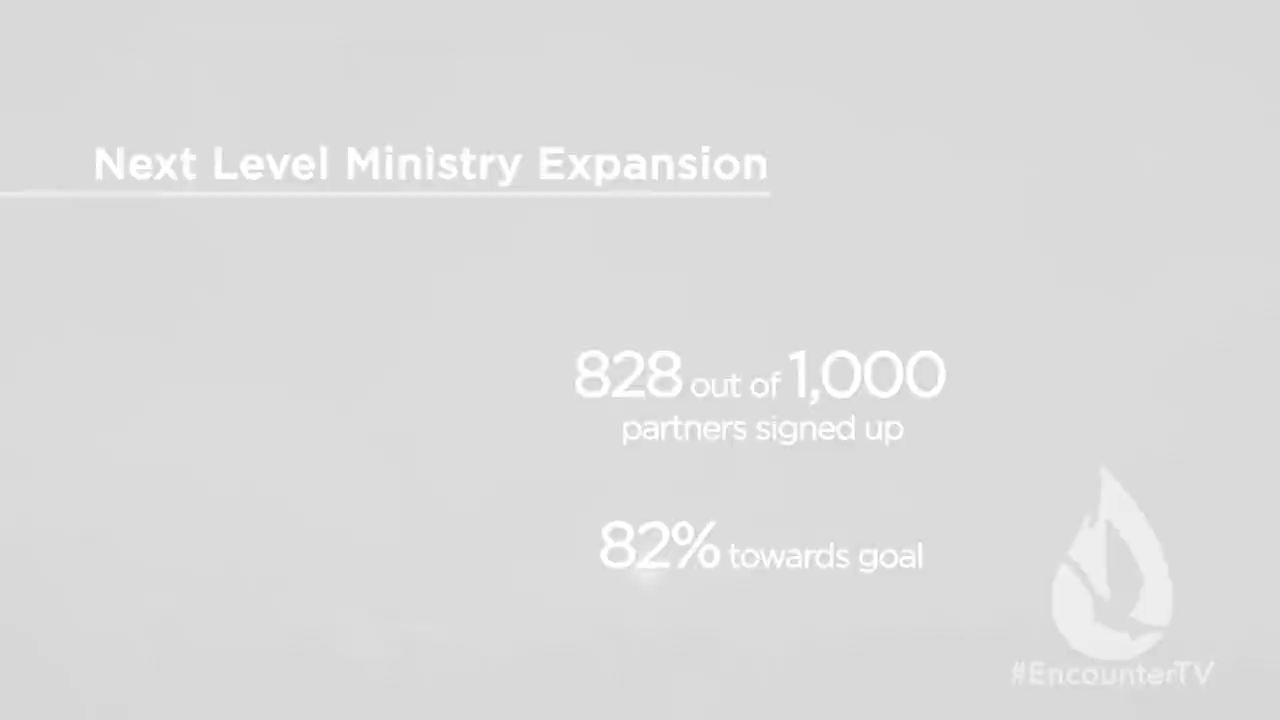 Next Level Ministry Expansion
828 out of 1,000
partners signed up
82% towards goal
#EncounterTV